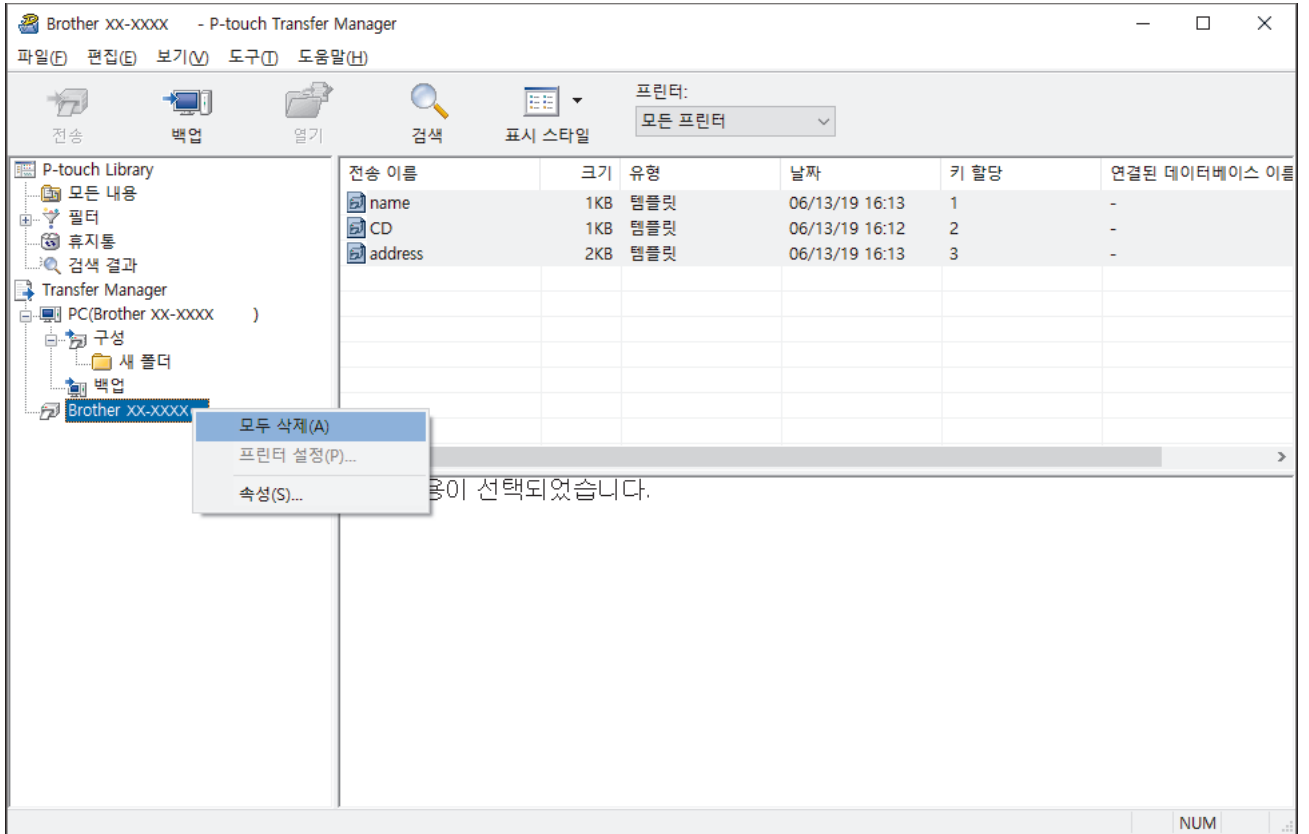 Brother XX-XXXX - P-touch Transfer Manager
파일(F) 편집(E) 보기(V) 도구(T) 도움말(H)
전송 백업 열기 검색 표시 스타일
프린터:
모든 프린터
P-touch Library
모든 내용
필터
휴지통
검색 결과
Transfer Manager
PC(Brother XX-XXXX )
구성
새 폴더
백업
Brother XX-XXXX
모두 삭제(A)
프린터 설정(P)...
속성(S)...
전송 이름 크기 유형 날짜 키 할당 연결된 데이터베이스 이름
name 1KB 템플릿 06/13/19 16:13 1 -
CD 1KB 템플릿 06/13/19 16:12 2 -
address 2KB 템플릿 06/13/19 16:13 3 -
선택되었습니다.
NUM